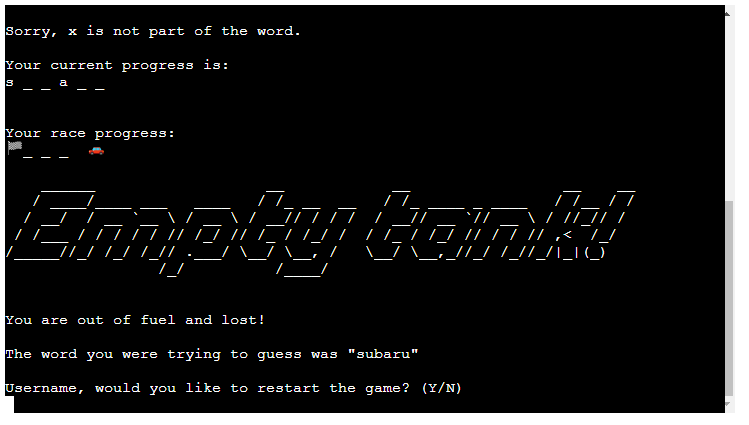 Sorry, x is not part of the word.
Your current progress is:
s _ _ a _ _
Your race progress:
🏁_ _ _ 🚗
Empty tank!
You are out of fuel and lost!
The word you were trying to guess was "subaru"
Username, would you like to restart the game? (Y/N)